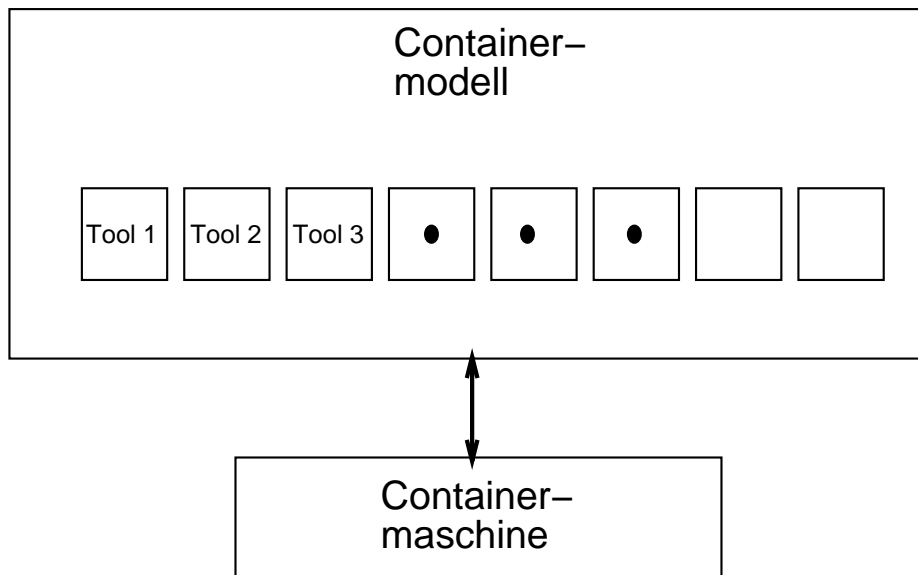 Container–
modell
Tool 1 Tool 2 Tool 3
Container–
maschine